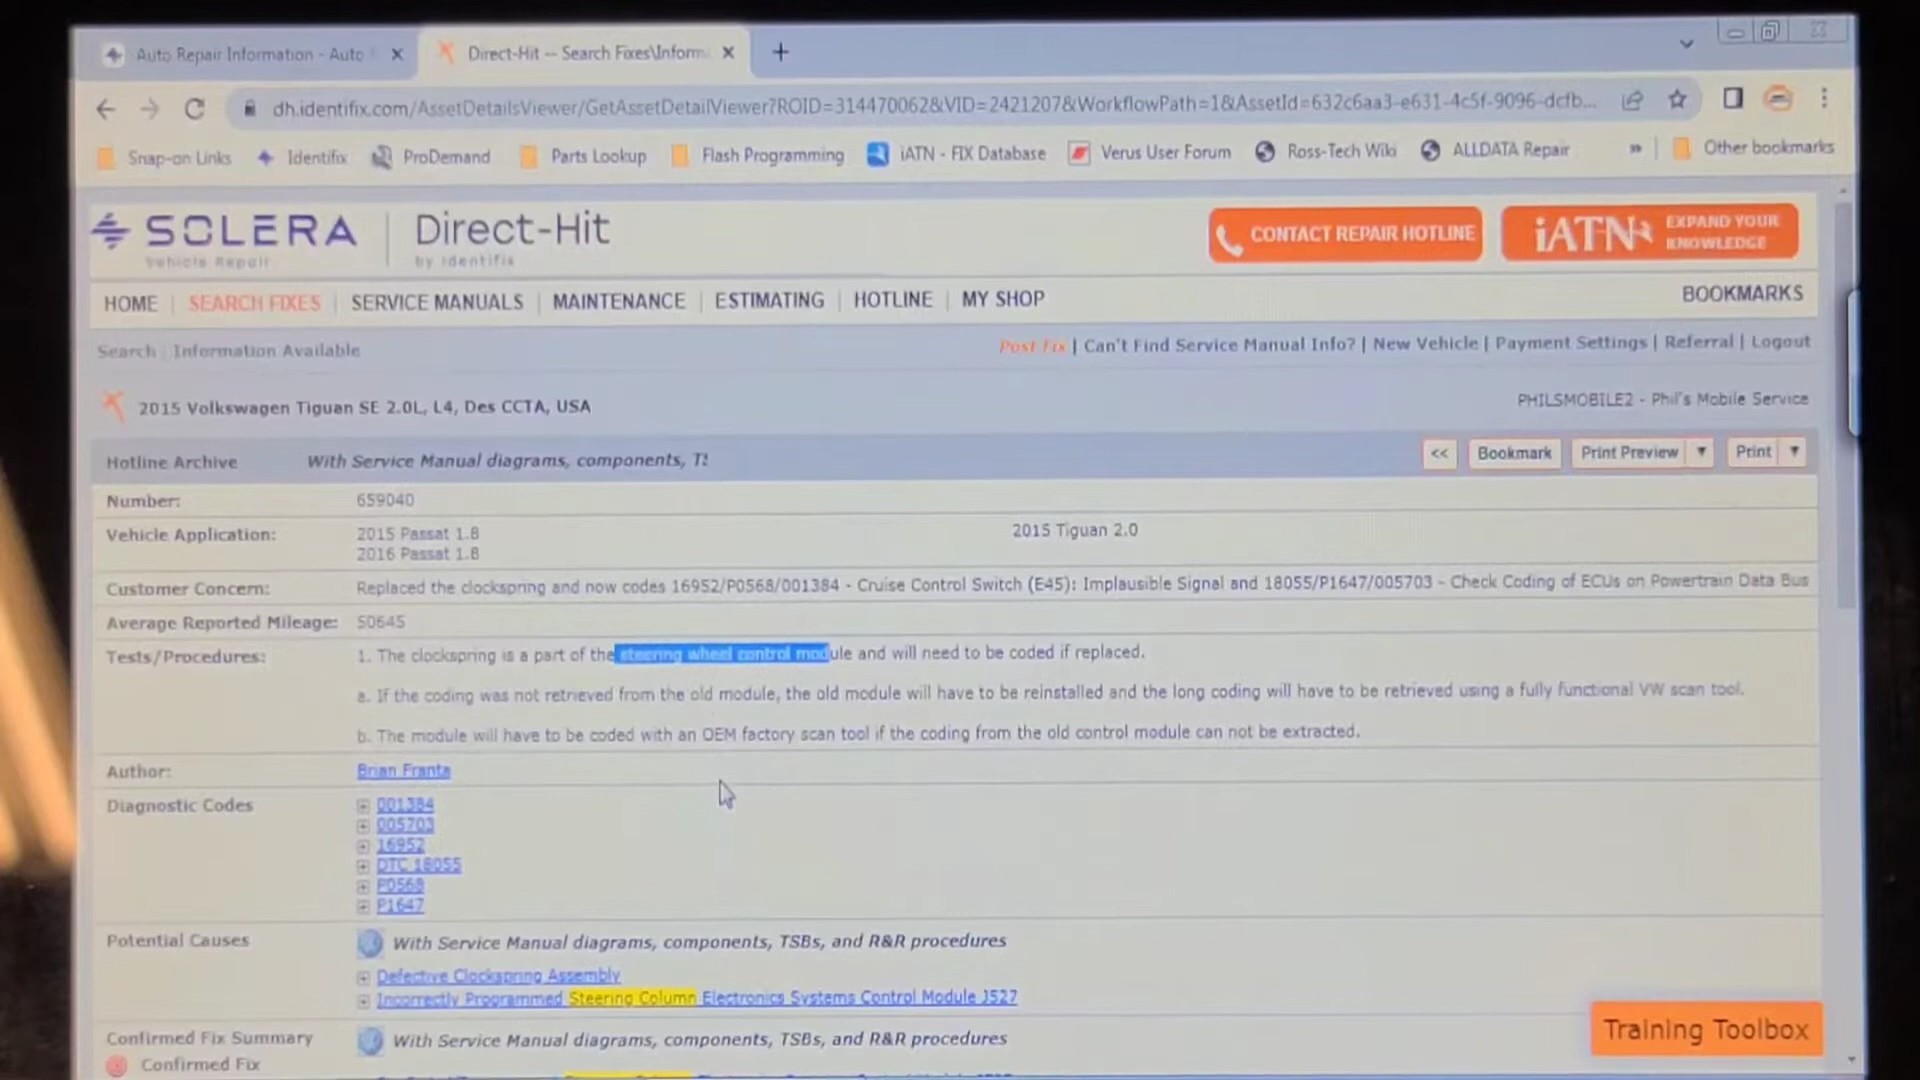 Auto Repair Information - Auto
Direct-Hit -- Search Fixes\Inform
dh.identifix.com/AssetDetailsViewer/GetAssetDetailViewer?ROID=314470062&VID=2421207&WorkflowPath=1&AssetId=632c6aa3-e631-4c5f-9096-dcfb...
Snap-on Links Identifix ProDemand Parts Lookup Flash Programming iATN - FIX Database Verus User Forum Ross-Tech Wiki ALLDATA Repair » Other bookmarks
SOLERA
Vehicle Repair
Direct-Hit
by Identifix
CONTACT REPAIR HOTLINE
iATN EXPAND YOUR KNOWLEDGE
HOME | SEARCH FIXES | SERVICE MANUALS | MAINTENANCE | ESTIMATING | HOTLINE | MY SHOP
BOOKMARKS
Search | Information Available
Post Fix | Can't Find Service Manual Info? | New Vehicle | Payment Settings | Referral | Logout
2015 Volkswagen Tiguan SE 2.0L, L4, Des CCTA, USA
PHILSMOBILE2 - Phil's Mobile Service
Hotline Archive With Service Manual diagrams, components, T!
<< Bookmark Print Preview Print
Number: 659040
Vehicle Application: 2015 Passat 1.8 2015 Tiguan 2.0
2016 Passat 1.8
Customer Concern: Replaced the clockspring and now codes 16952/P0568/001384 - Cruise Control Switch (E45): Implausible Signal and 18055/P1647/005703 - Check Coding of ECUs on Powertrain Data Bus
Average Reported Mileage: 50645
Tests/Procedures: 1. The clockspring is a part of the steering wheel control module and will need to be coded if replaced.
a. If the coding was not retrieved from the old module, the old module will have to be reinstalled and the long coding will have to be retrieved using a fully functional VW scan tool.
b. The module will have to be coded with an OEM factory scan tool if the coding from the old control module can not be extracted.
Author: Brian Franta
Diagnostic Codes 001384
005703
16952
DTC 18055
P0568
P1647
Potential Causes With Service Manual diagrams, components, TSBs, and R&R procedures
Defective Clockspring Assembly
Incorrectly Programmed Steering Column Electronics Systems Control Module J527
Confirmed Fix Summary With Service Manual diagrams, components, TSBs, and R&R procedures
Confirmed Fix
Training Toolbox